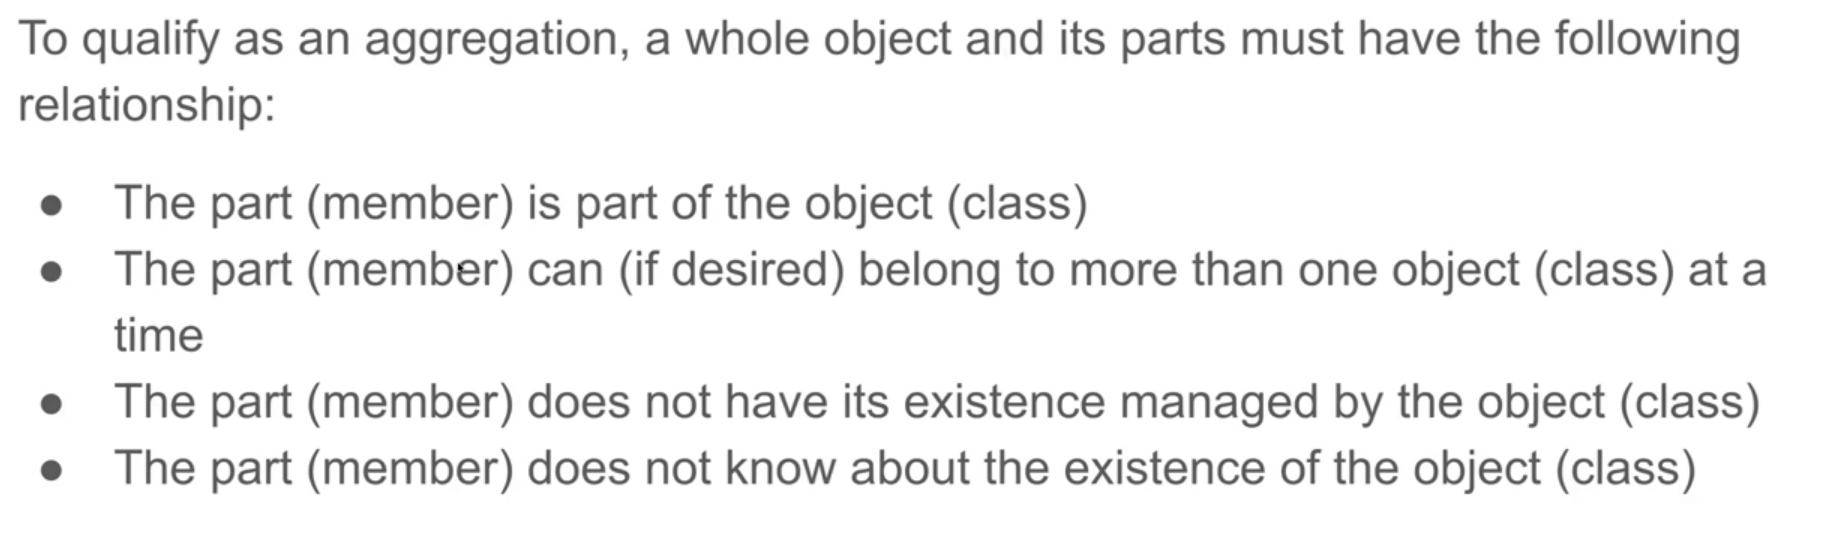 To qualify as an aggregation, a whole object and its parts must have the following
relationship:
● The part (member) is part of the object (class)
● The part (member) can (if desired) belong to more than one object (class) at a
time
● The part (member) does not have its existence managed by the object (class)
● The part (member) does not know about the existence of the object (class)